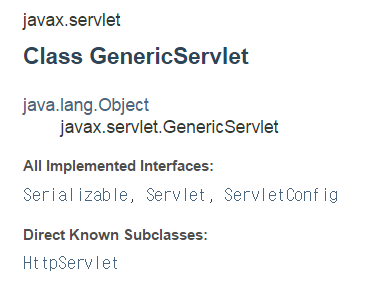 javax.servlet
Class GenericServlet
java.lang.Object
javax.servlet.GenericServlet
All Implemented Interfaces:
Serializable, Servlet, ServletConfig
Direct Known Subclasses:
HttpServlet